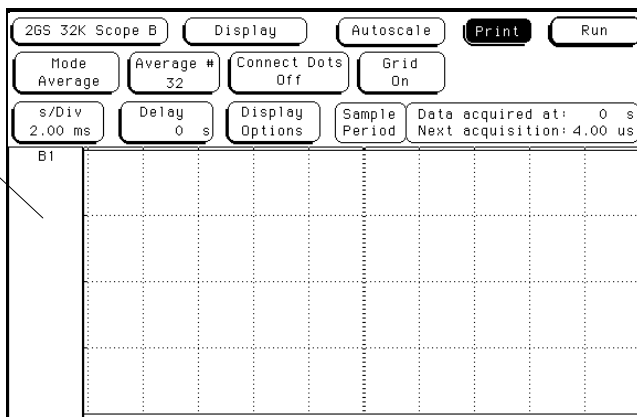 2GS 32K Scope B Display Autoscale Print Run
Mode Average # Connect Dots Grid
Average 32 Off On
s/Div Delay Display Sample Data acquired at: 0 s
2.00 ms 0 s Options Period Next acquisition: 4.00 us
B1